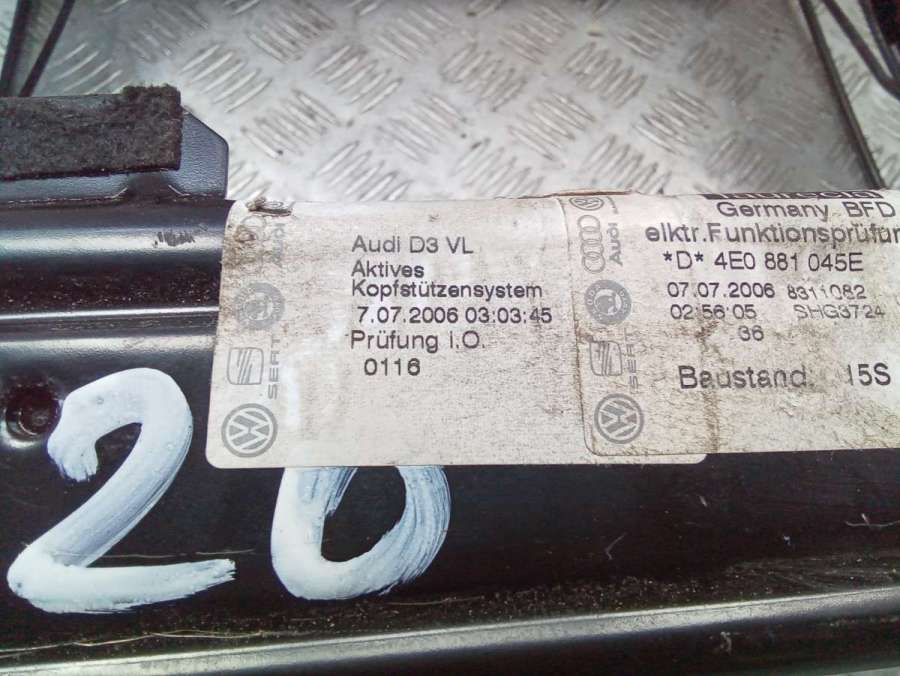 Audi D3 VL
Aktives
Kopfstützensystem
7.07.2006 03:03:45
Prüfung I.O.
0116
Audi
SEAT
Germany BFD
elktr.Funktionsprüfun
*D* 4E0 881 045E
07.07.2006 8311082
02:56:05 SHG3724
36
Baustand 15S
Audi
SEAT
20